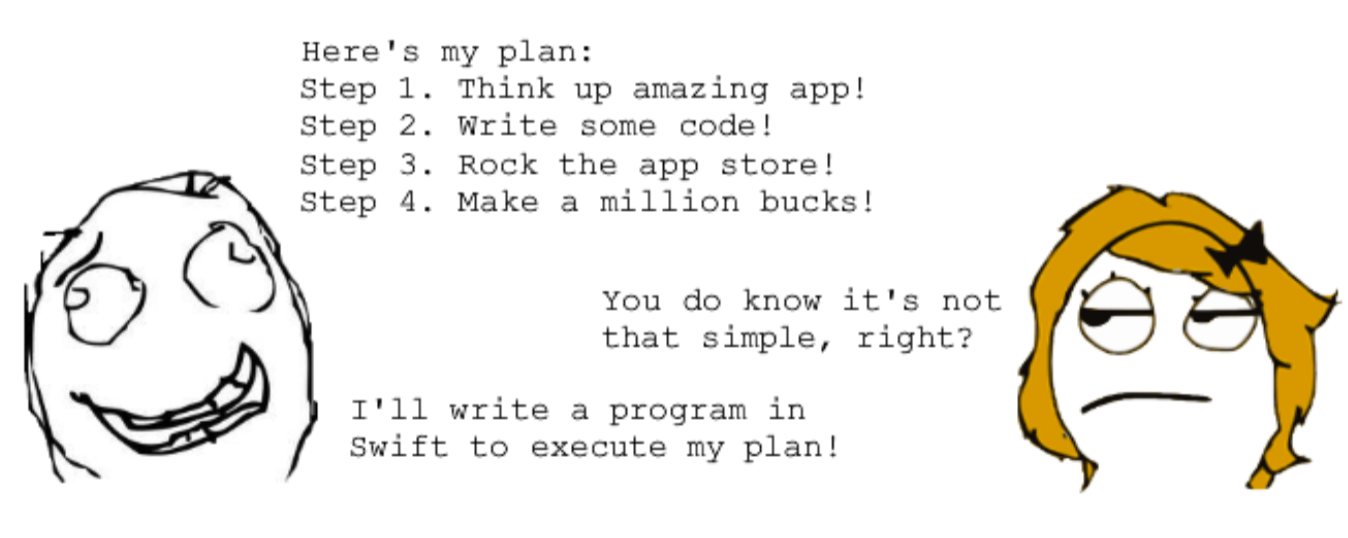 Here's my plan:
Step 1. Think up amazing app!
Step 2. Write some code!
Step 3. Rock the app store!
Step 4. Make a million bucks!
You do know it's not
that simple, right?
I'll write a program in
Swift to execute my plan!